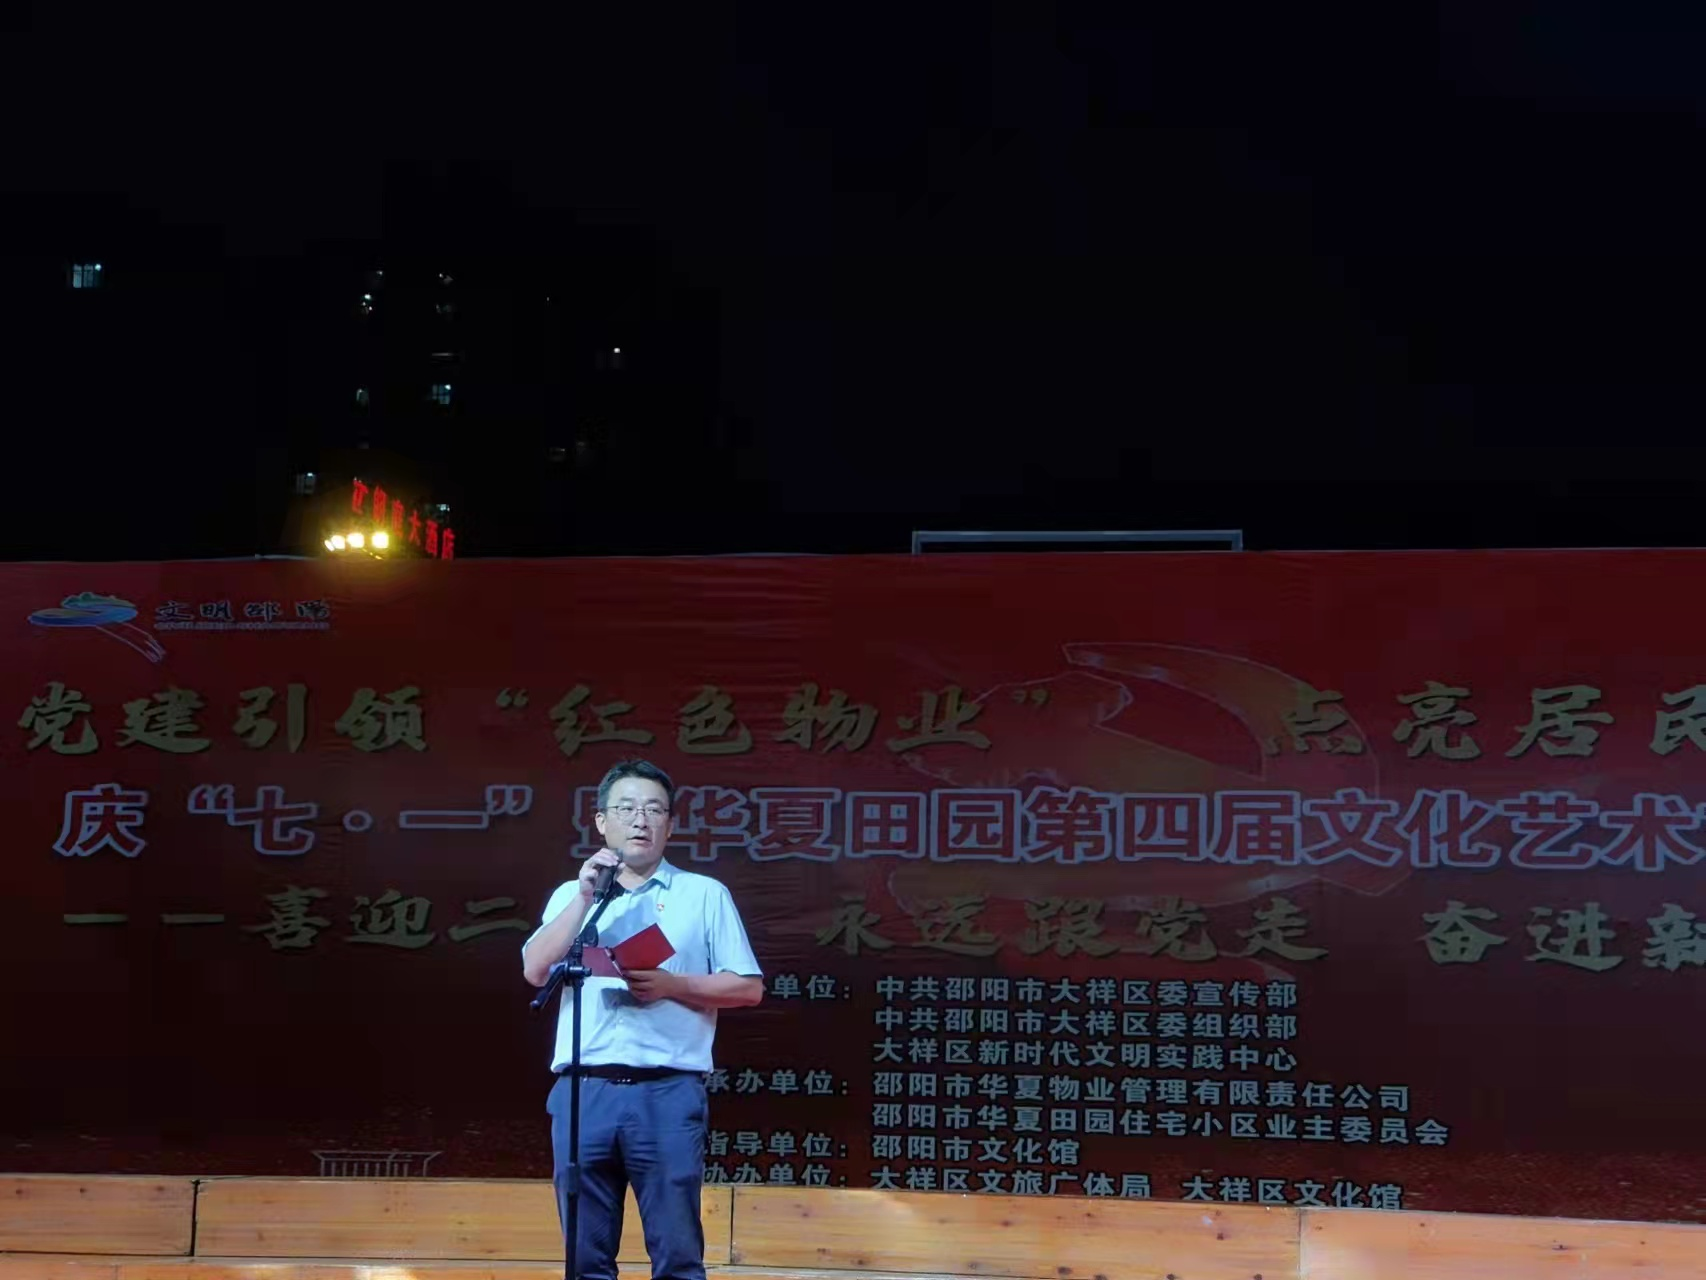 大酒店
文明邵阳
党建引领“红色物业” 点亮居民
庆“七·一”暨华夏田园第四届文化艺术
——喜迎二 永远跟党走 奋进新
办单位：中共邵阳市大祥区委宣传部
中共邵阳市大祥区委组织部
大祥区新时代文明实践中心
承办单位：邵阳市华夏物业管理有限责任公司
邵阳市华夏田园住宅小区业主委员会
指导单位：邵阳市文化馆
协办单位：大祥区文旅广体局 大祥区文化馆